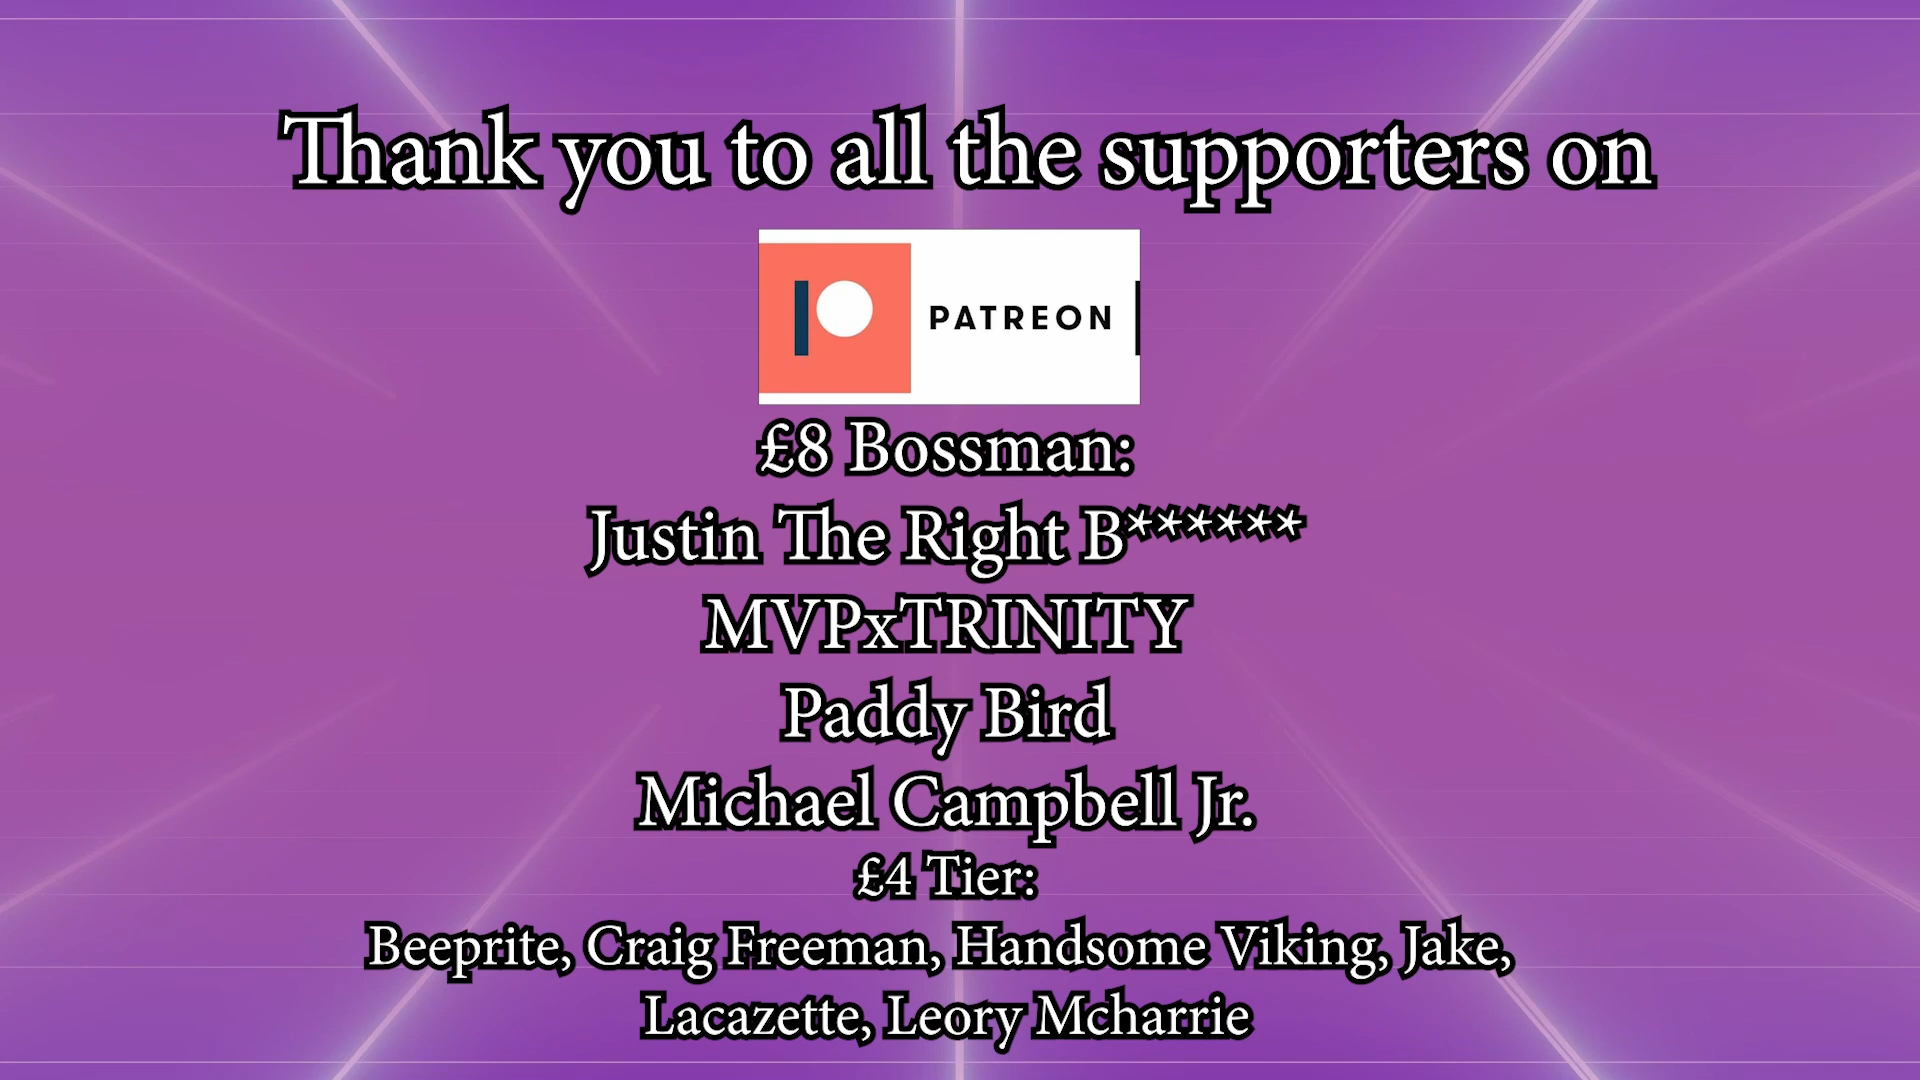 Thank you to all the supporters on
PATREON
£8 Bossman:
Justin The Right B******
MVPxTRINITY
Paddy Bird
Michael Campbell Jr.
£4 Tier:
Beeprite, Craig Freeman, Handsome Viking, Jake,
Lacazette, Leory Mcharrie